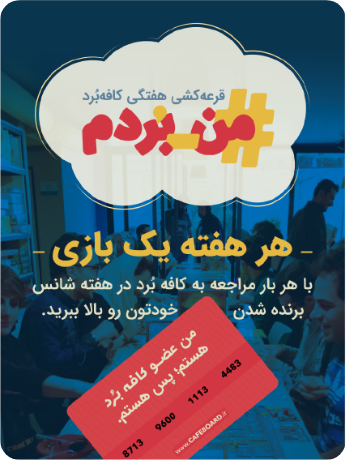 قرعه‌کشی هفتگی کافه‌بُرد
#من_بُردم
– هر هفته یک بازی –
با هر بار مراجعه به کافه بُرد در هفته شانس
برنده شدن خودتون رو بالا ببرید.
من عضو کافه بُرد
هستم؛ پس هستم.
8713 9600 1113 4463
www.CAFEBOARD.ir